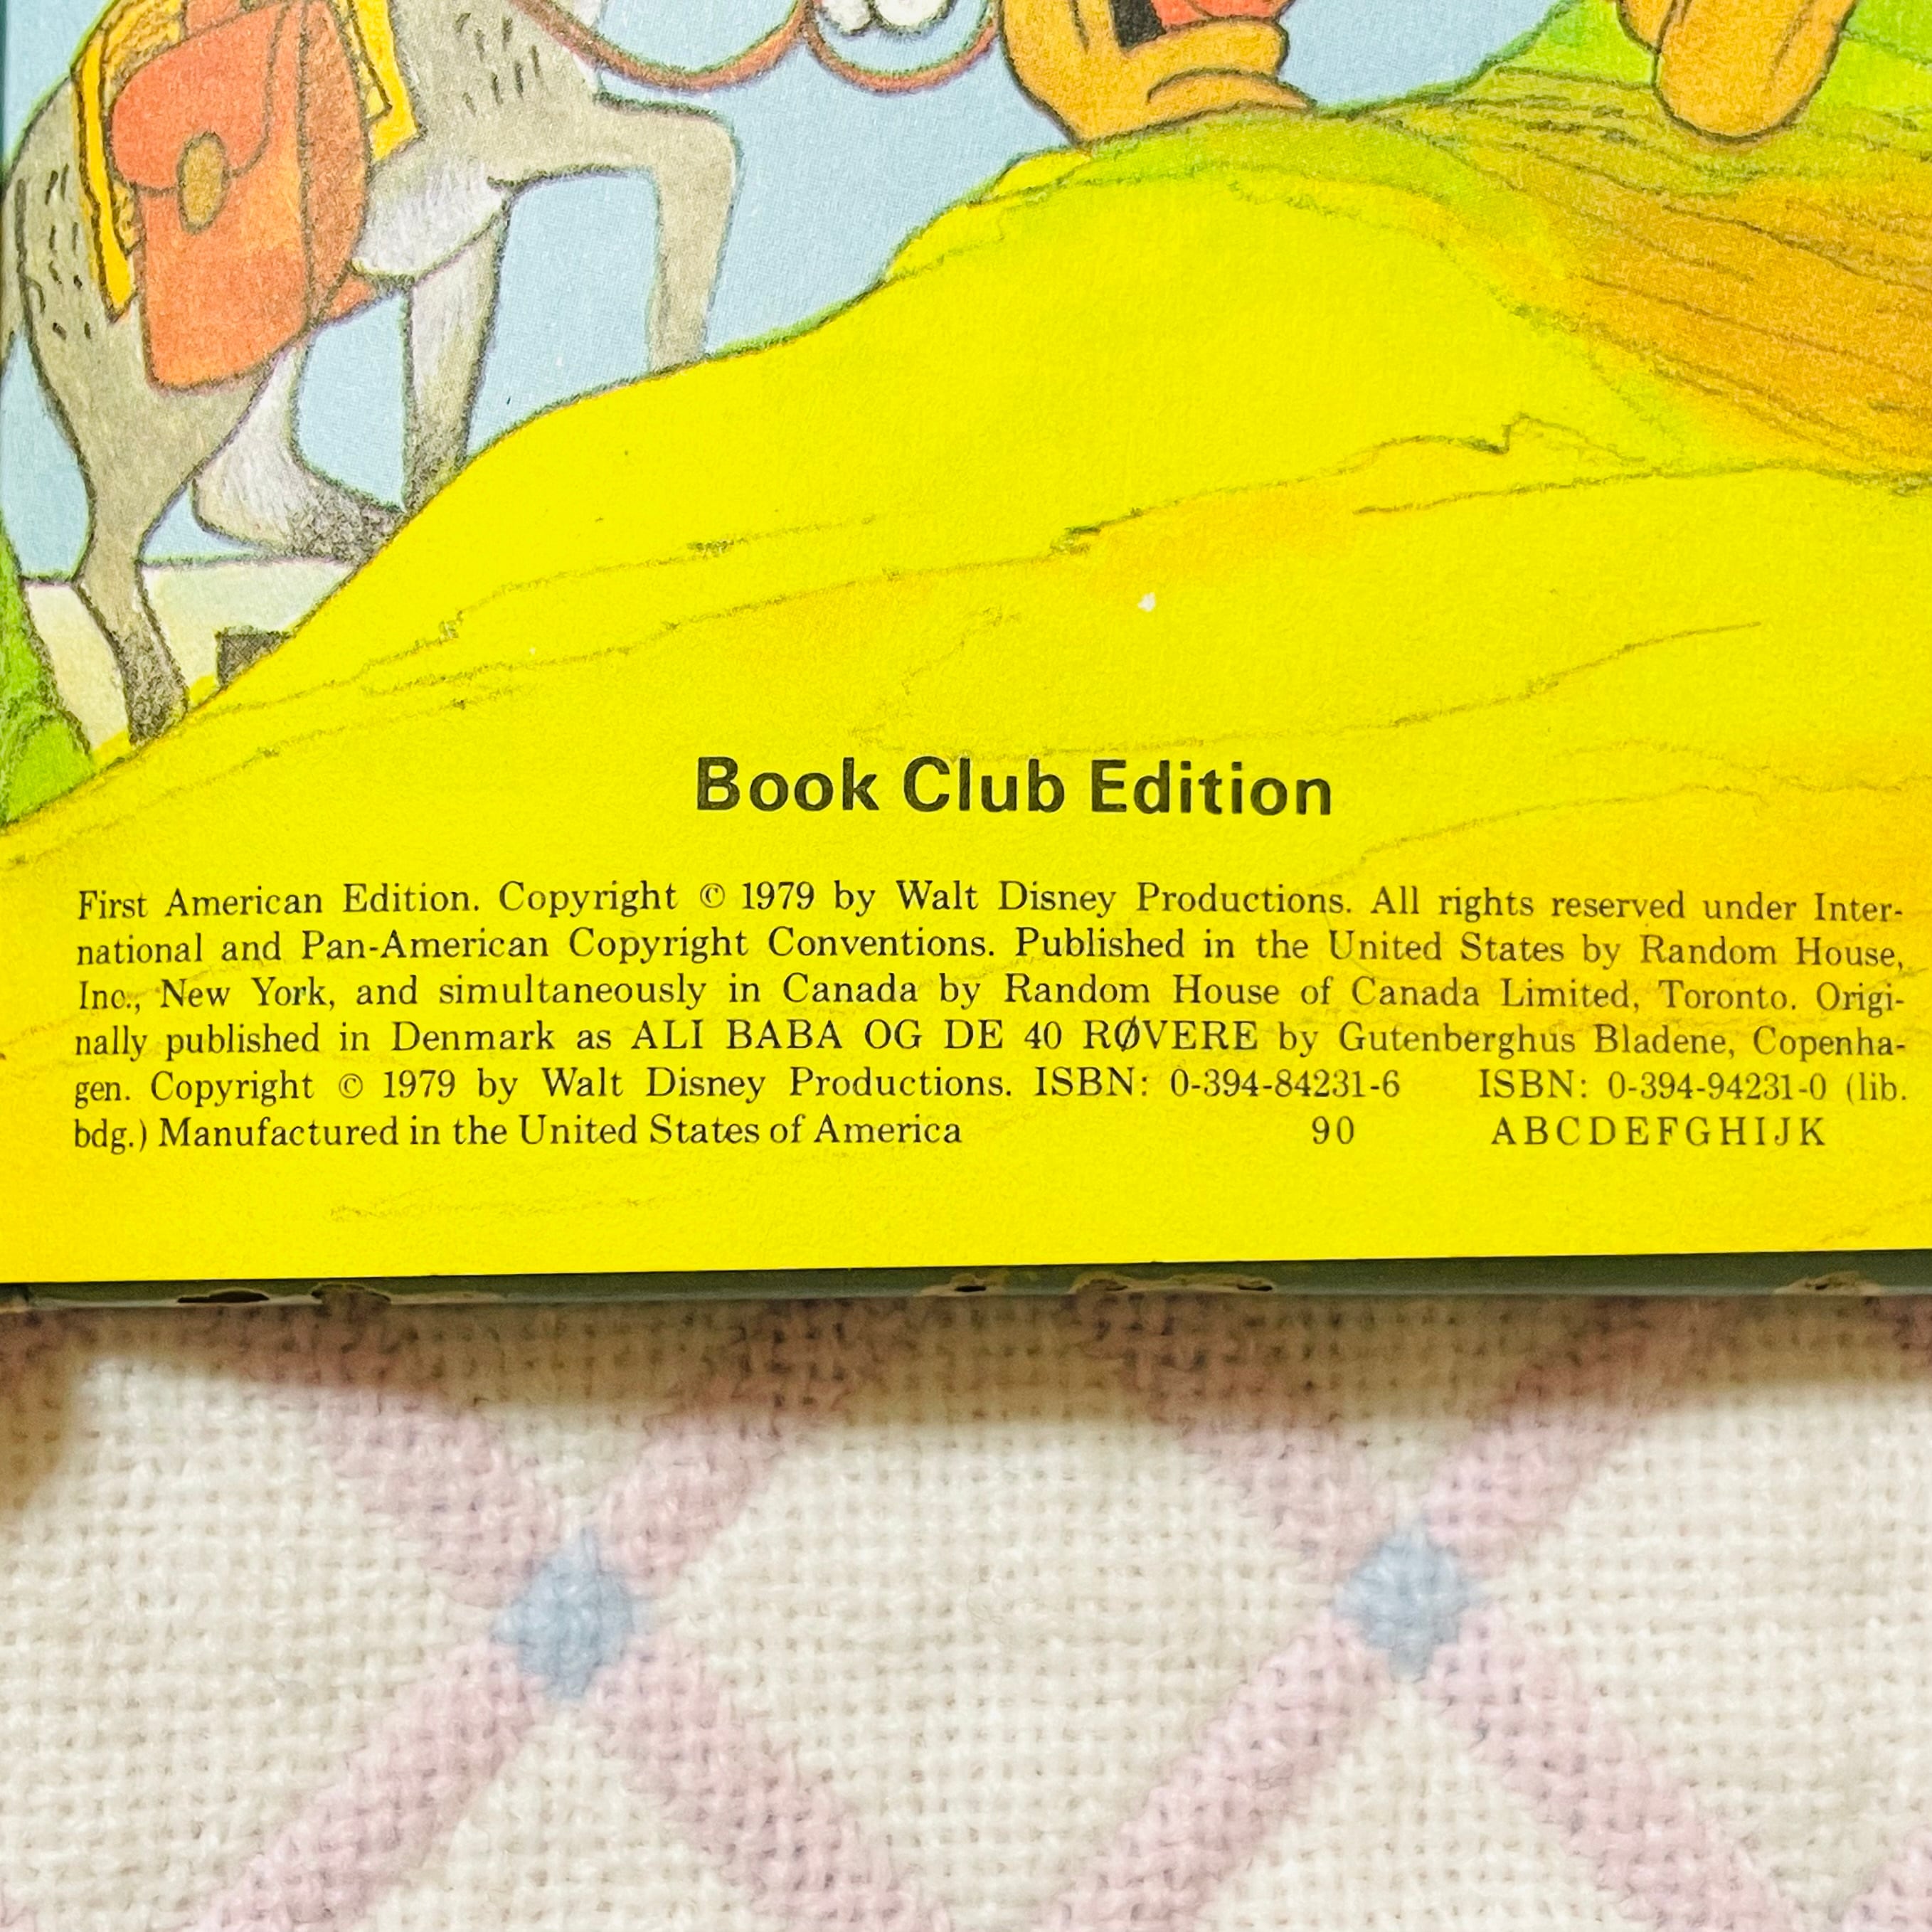 Book Club Edition
First American Edition. Copyright © 1979 by Walt Disney Productions. All rights reserved under Inter-
national and Pan-American Copyright Conventions. Published in the United States by Random House,
Inc., New York, and simultaneously in Canada by Random House of Canada Limited, Toronto. Origi-
nally published in Denmark as ALI BABA OG DE 40 RØVERE by Gutenberghus Bladene, Copenha-
gen. Copyright © 1979 by Walt Disney Productions. ISBN: 0-394-84231-6 ISBN: 0-394-94231-0 (lib.
bdg.) Manufactured in the United States of America 90 ABCDEFGHIJK